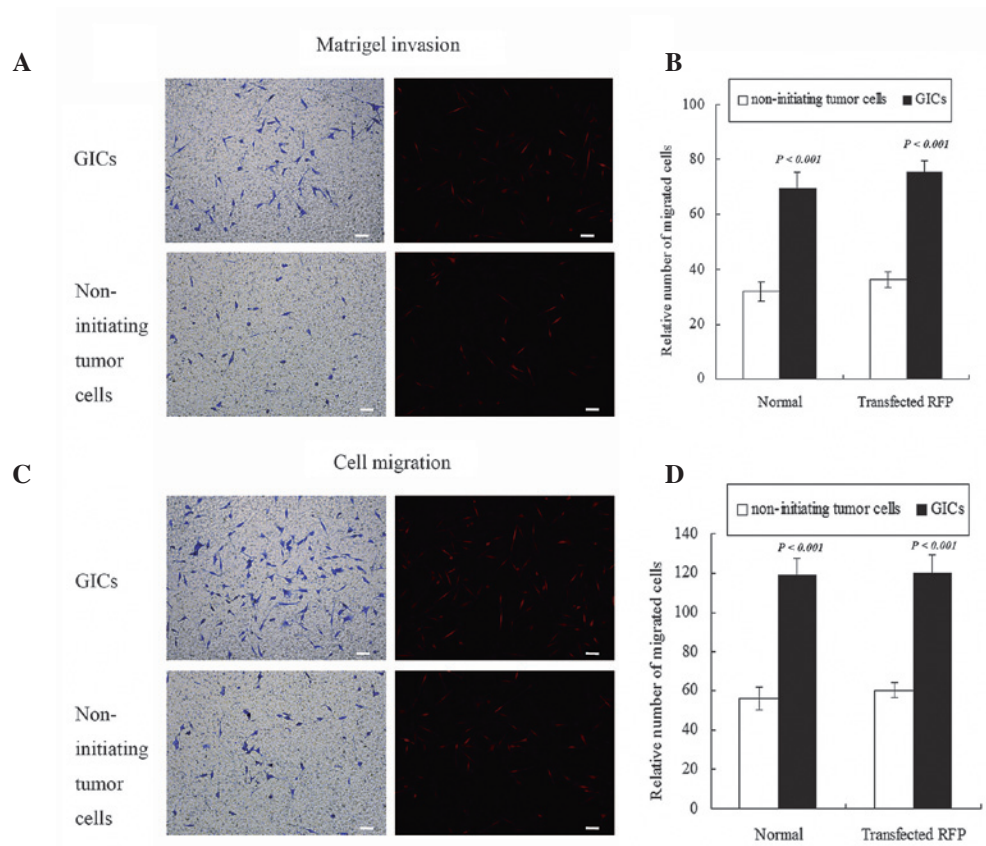 Matrigel invasion
A
GICs
Non-
initiating
tumor
cells
B
non-initiating tumor cells GICs
Relative number of migrated cells
100
80
60
40
20
0
P < 0.001
P < 0.001
Normal
Transfected RFP
Cell migration
C
GICs
Non-
initiating
tumor
cells
D
non-initiating tumor cells GICs
Relative number of migrated cells
140
120
100
80
60
40
20
0
P < 0.001
P < 0.001
Normal
Transfected RFP